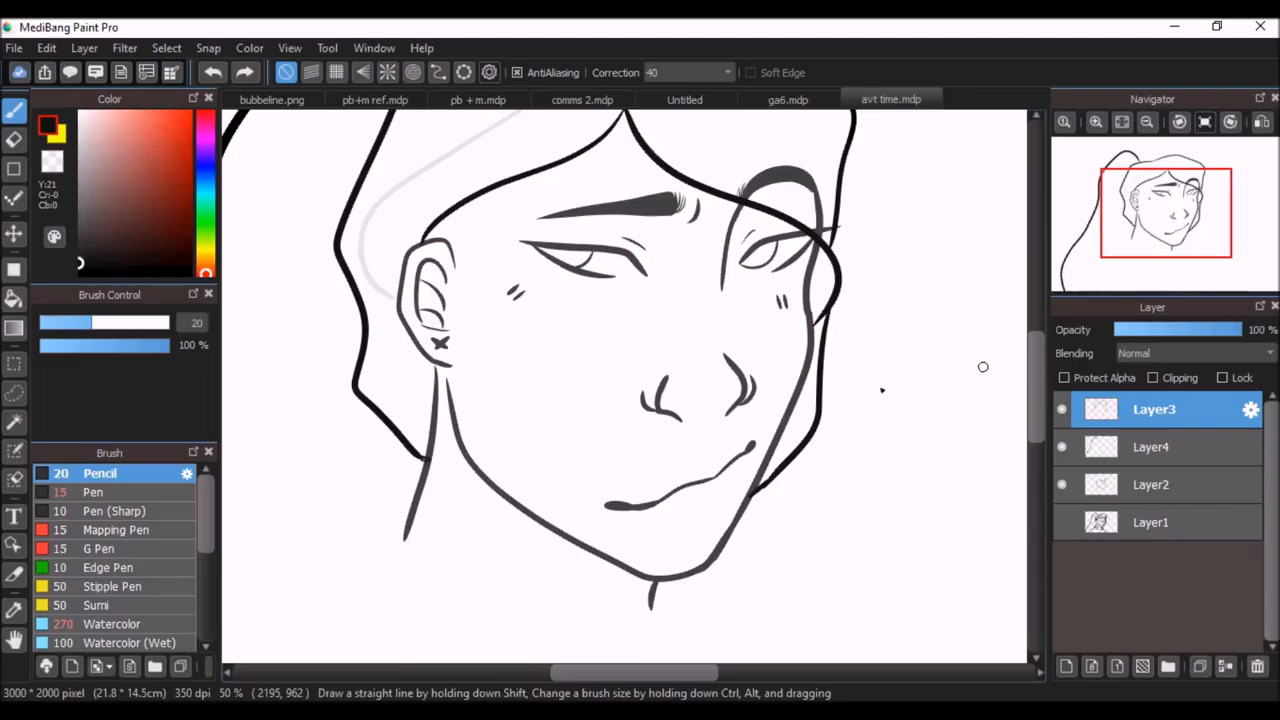 MediBang Paint Pro
File Edit Layer Filter Select Snap Color View Tool Window Help
AntiAliasing Correction 40 Soft Edge
Color
bubbeline.png pb+m ref.mdp pb + m.mdp comms 2.mdp Untitled ga6.mdp avt time.mdp
Navigator
Y:21
Cr:-0
Cb:0
Brush Control
20
100 %
Layer
Opacity 100 %
Blending Normal
Protect Alpha Clipping Lock
Layer3
Layer4
Layer2
Layer1
Brush
20 Pencil
15 Pen
10 Pen (Sharp)
15 Mapping Pen
15 G Pen
10 Edge Pen
50 Stipple Pen
50 Sumi
270 Watercolor
100 Watercolor (Wet)
3000 * 2000 pixel (21.8 * 14.5cm) 350 dpi 50 % ( 2195, 962 ) Draw a straight line by holding down Shift, Change a brush size by holding down Ctrl, Alt, and dragging